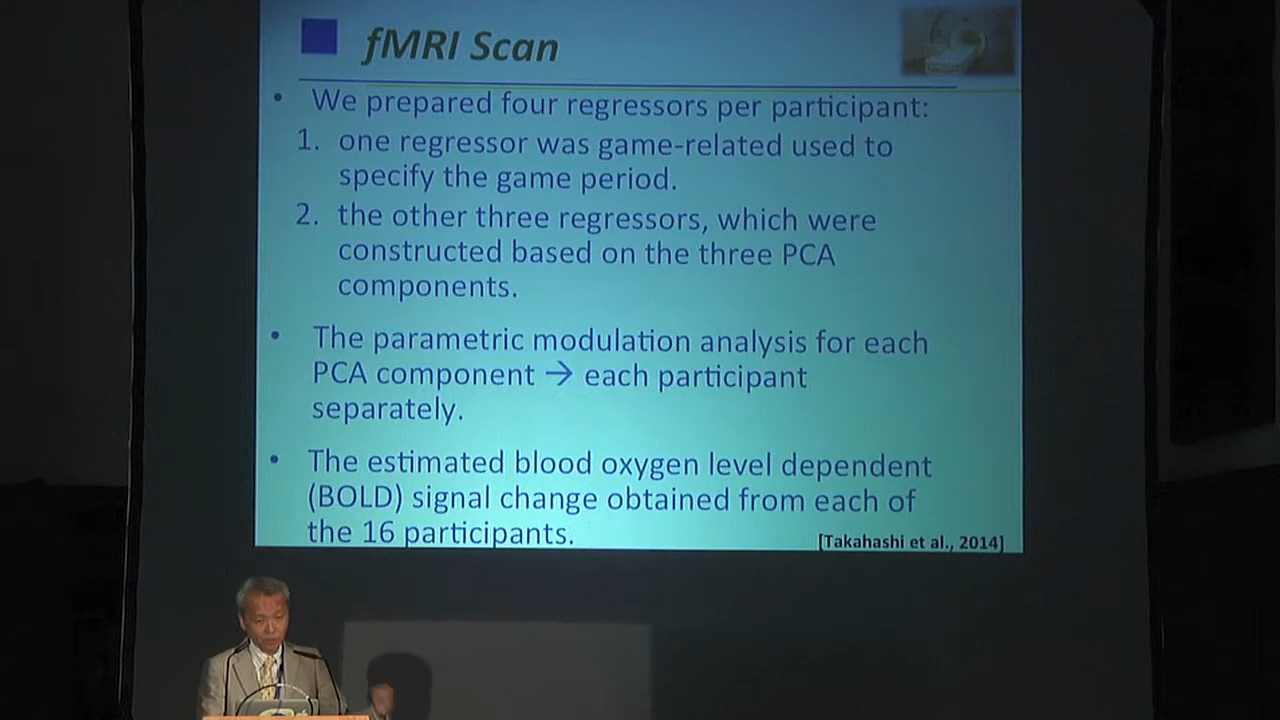 fMRI Scan
• We prepared four regressors per participant:
1. one regressor was game-related used to
specify the game period.
2. the other three regressors, which were
constructed based on the three PCA
components.
• The parametric modulation analysis for each
PCA component → each participant
separately.
• The estimated blood oxygen level dependent
(BOLD) signal change obtained from each of
the 16 participants.
[Takahashi et al., 2014]